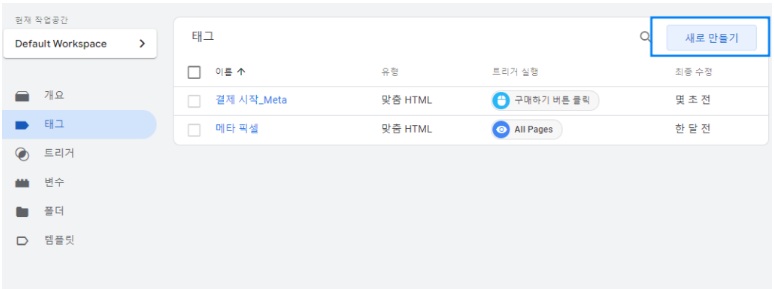 현재 작업공간
Default Workspace
개요
태그
트리거
변수
폴더
템플릿
태그
새로 만들기
이름 유형 트리거 실행 최종 수정
결제 시작_Meta 맞춤 HTML 구매하기 버튼 클릭 몇 초 전
메타 픽셀 맞춤 HTML All Pages 한 달 전